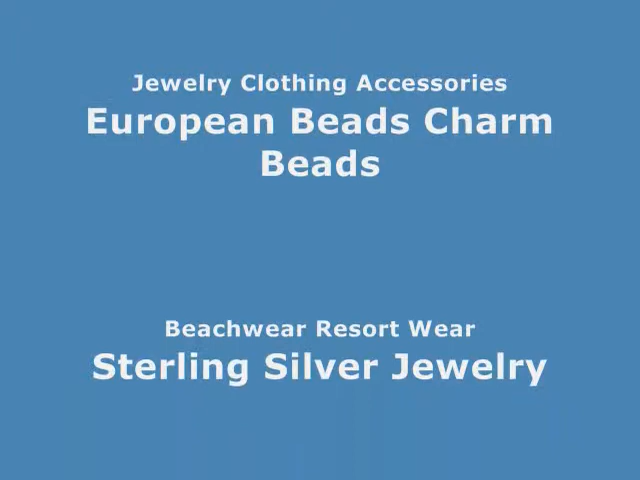 Jewelry Clothing Accessories
European Beads Charm
Beads
Beachwear Resort Wear
Sterling Silver Jewelry